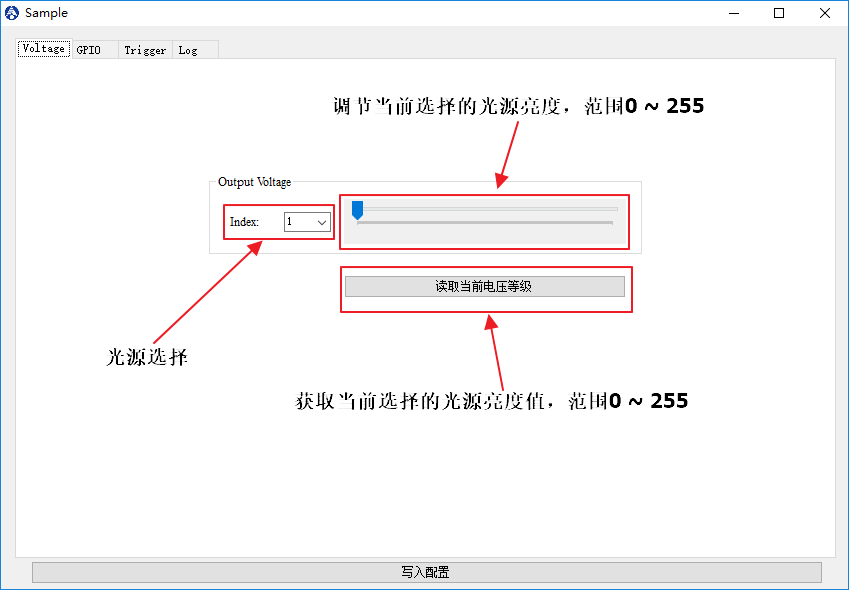 Sample
Voltage GPIO Trigger Log
调节当前选择的光源亮度，范围0 ~ 255
Output Voltage
Index: 1
读取当前电压等级
光源选择
获取当前选择的光源亮度值，范围0 ~ 255
写入配置